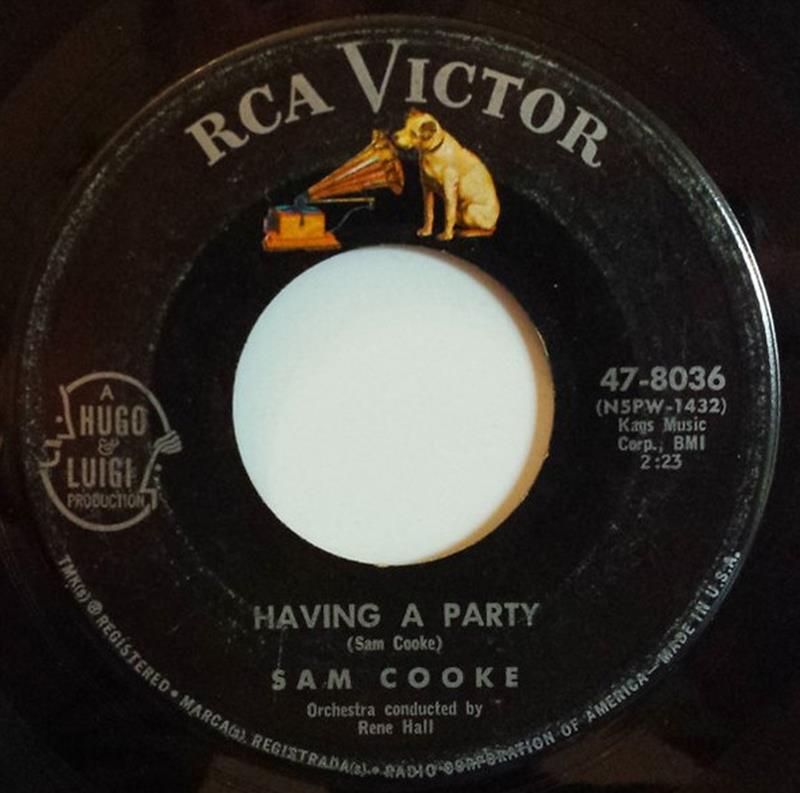 RCA VICTOR
A
HUGO
&
LUIGI
PRODUCTION
47-8036
(N5PW-1432)
Kags Music
Corp., BMI
2:23
HAVING A PARTY
(Sam Cooke)
SAM COOKE
Orchestra conducted by
Rene Hall
TMK(s) ® REGISTERED • MARCA(s) REGISTRADA(s) • RADIO CORPORATION OF AMERICA—MADE IN U.S.A.